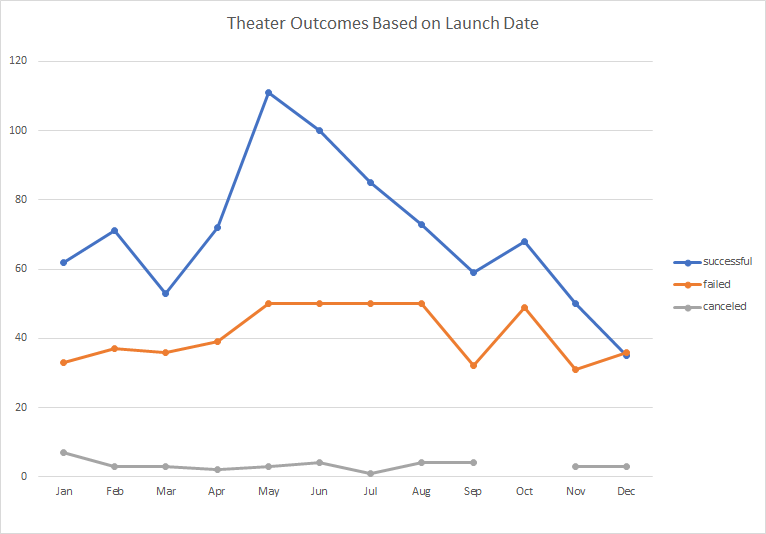 Theater Outcomes Based on Launch Date
120
100
80
60
40
20
0
Jan Feb Mar Apr May Jun Jul Aug Sep Oct Nov Dec
successful
failed
canceled